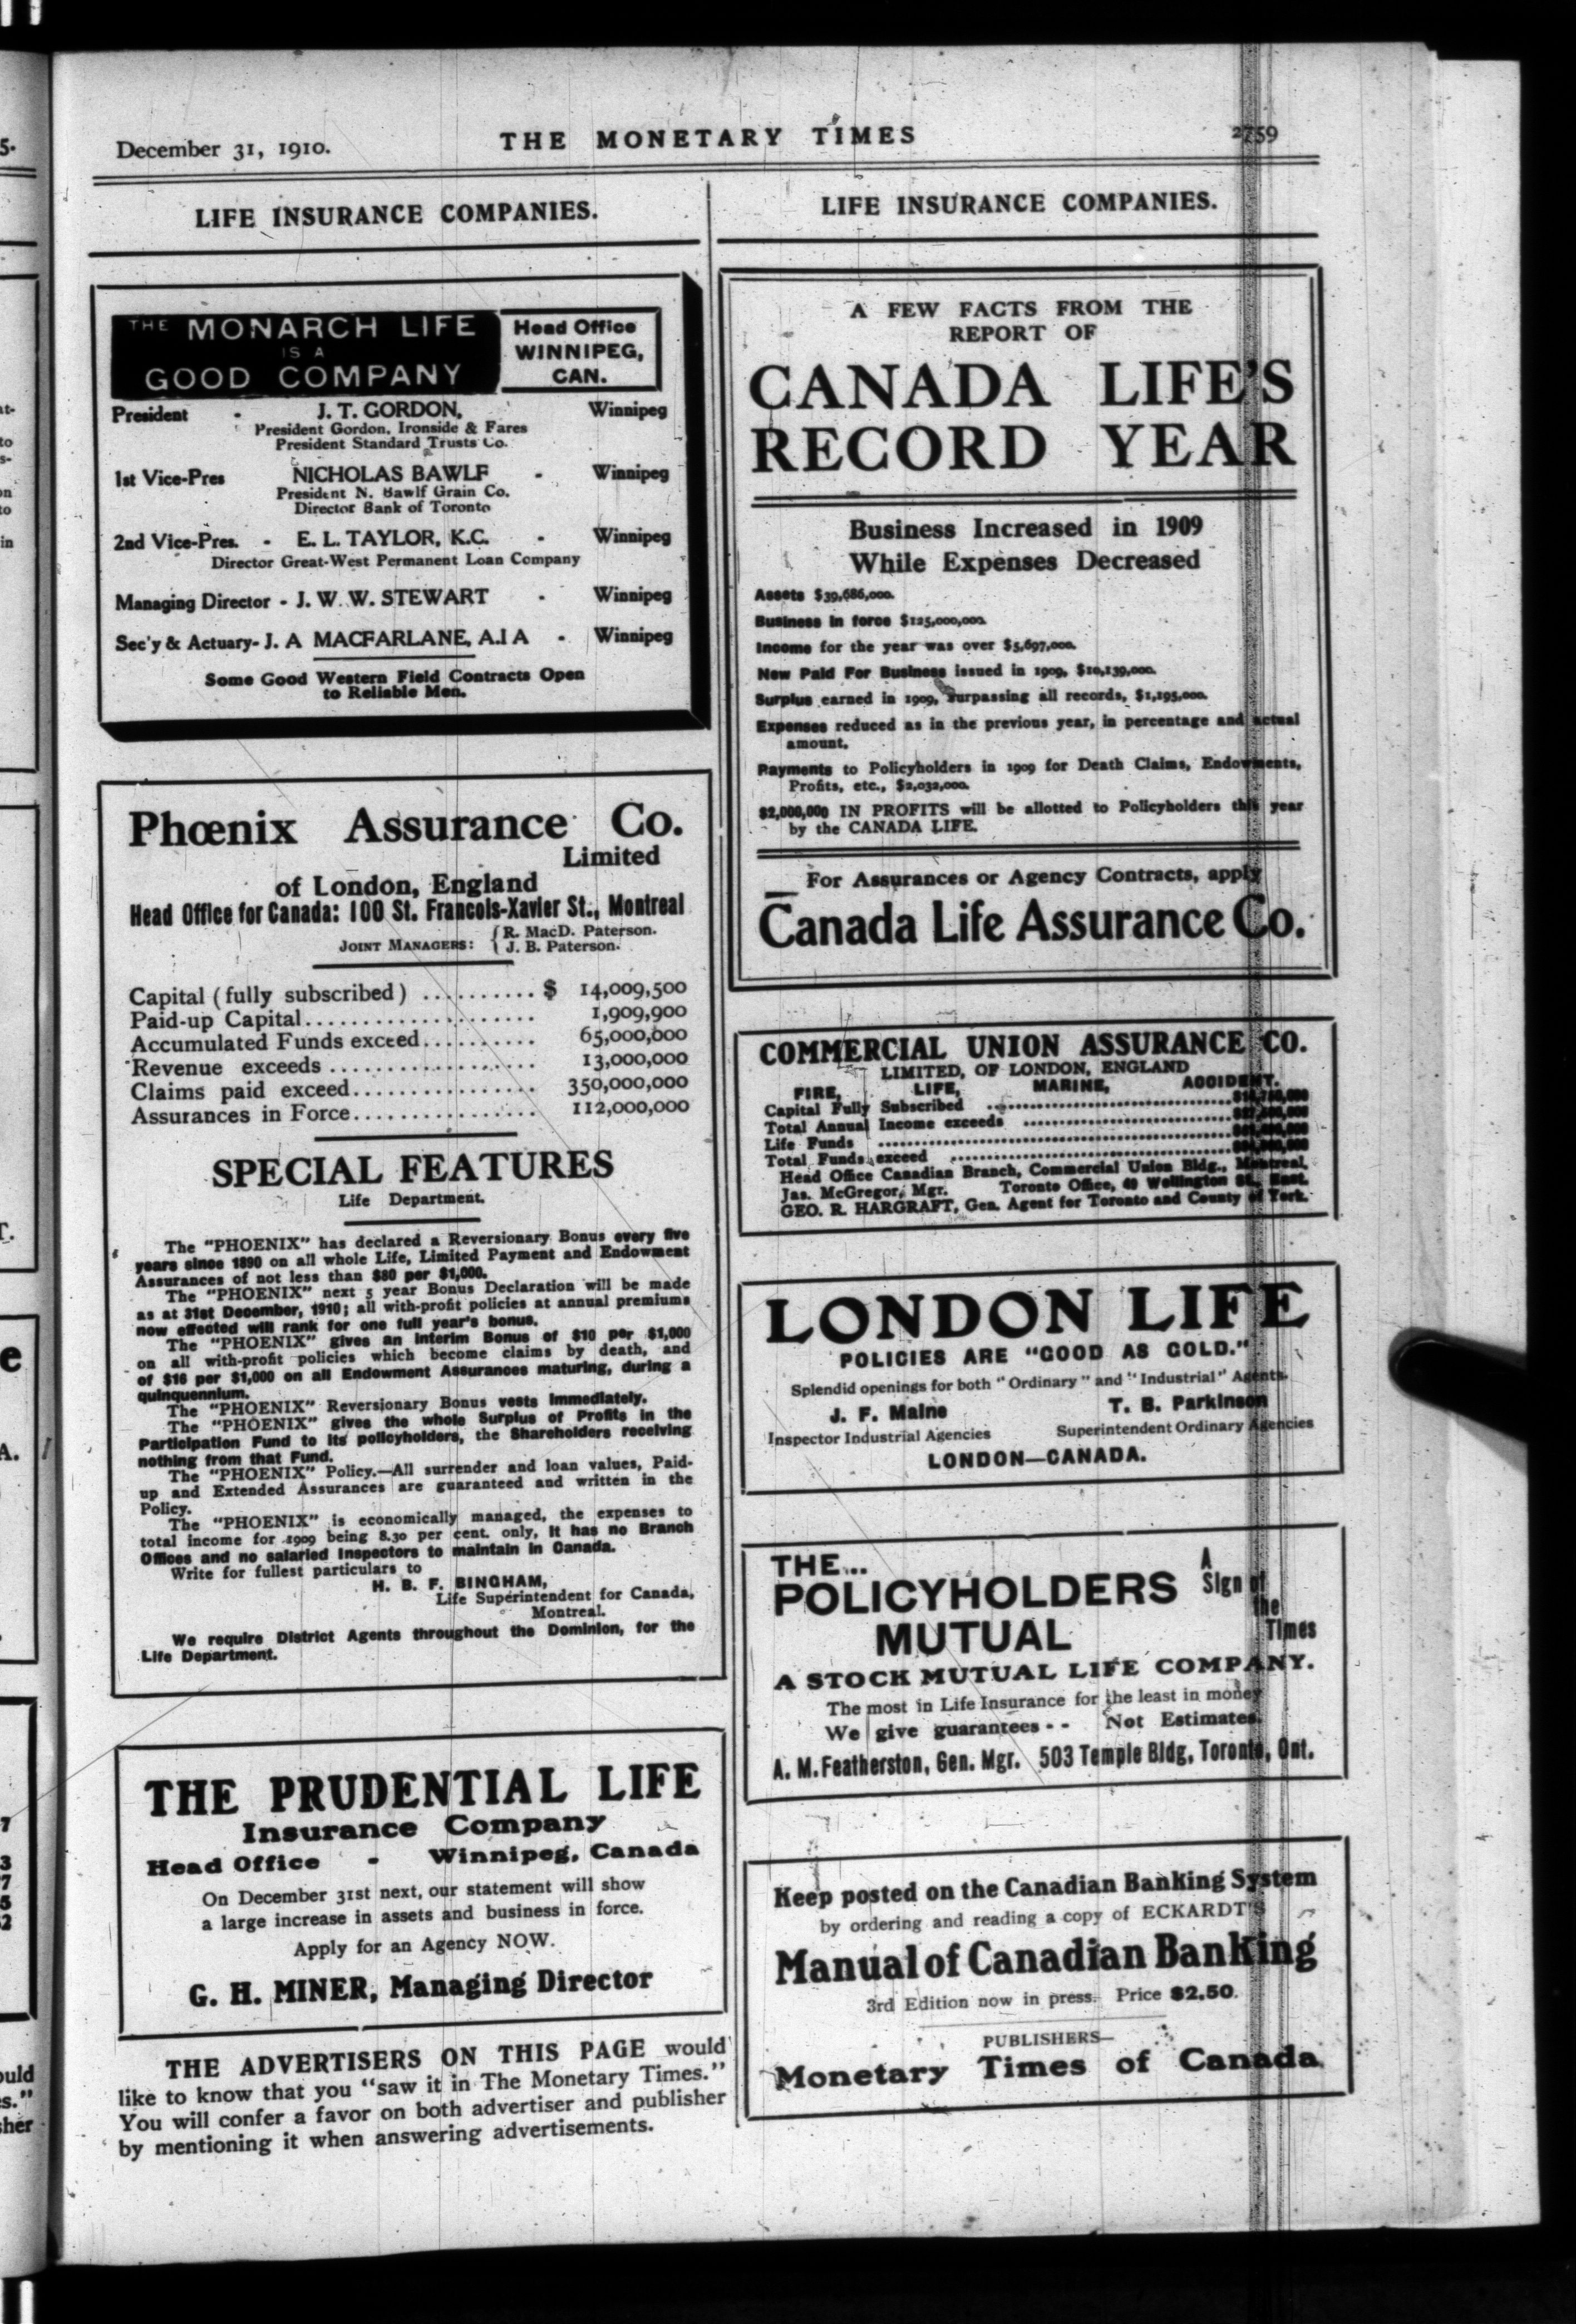 December 31, 1910.
THE MONETARY TIMES
2759
LIFE INSURANCE COMPANIES.
THE MONARCH LIFE
IS A
GOOD COMPANY
Head Office
WINNIPEG,
CAN.
President - J. T. GORDON, Winnipeg
President Gordon, Ironside & Fares
President Standard Trusts Co.
1st Vice-Pres NICHOLAS BAWLF - Winnipeg
President N. Bawlf Grain Co.
Director Bank of Toronto
2nd Vice-Pres. - E. L. TAYLOR, K.C. - Winnipeg
Director Great-West Permanent Loan Company
Managing Director - J. W. W. STEWART - Winnipeg
Sec'y & Actuary- J. A MACFARLANE, A.I A - Winnipeg
Some Good Western Field Contracts Open
to Reliable Men.
Phœnix Assurance Co.
Limited
of London, England
Head Office for Canada: 100 St. Francois-Xavier St., Montreal
JOINT MANAGERS: { R. MacD. Paterson.
J. B. Paterson.
Capital (fully subscribed) .......... $ 14,009,500
Paid-up Capital.................... 1,909,900
Accumulated Funds exceed.......... 65,000,000
Revenue exceeds .................. 13,000,000
Claims paid exceed................ 350,000,000
Assurances in Force................ 112,000,000
SPECIAL FEATURES
Life Department.
The "PHOENIX" has declared a Reversionary Bonus every five
years since 1890 on all whole Life, Limited Payment and Endowment
Assurances of not less than $80 per $1,000.
The "PHOENIX" next 5 year Bonus Declaration will be made
as at 31st December, 1910; all with-profit policies at annual premiums
now effected will rank for one full year's bonus.
The "PHOENIX" gives an Interim Bonus of $10 per $1,000
on all with-profit policies which become claims by death, and
of $16 per $1,000 on all Endowment Assurances maturing, during a
quinquennium.
The "PHOENIX" Reversionary Bonus vests immediately.
The "PHOENIX" gives the whole Surplus of Profits in the
Participation Fund to its policyholders, the Shareholders receiving
nothing from that Fund.
The "PHOENIX" Policy.—All surrender and loan values, Paid-
up and Extended Assurances are guaranteed and written in the
Policy.
The "PHOENIX" is economically managed, the expenses to
total income for 1909 being 8.30 per cent. only, it has no Branch
Offices and no salaried Inspectors to maintain in Canada.
Write for fullest particulars to
H. B. F. BINGHAM,
Life Superintendent for Canada,
Montreal.
We require District Agents throughout the Dominion, for the
Life Department.
THE PRUDENTIAL LIFE
Insurance Company
Head Office - Winnipeg, Canada
On December 31st next, our statement will show
a large increase in assets and business in force.
Apply for an Agency NOW.
G. H. MINER, Managing Director
THE ADVERTISERS ON THIS PAGE would
like to know that you "saw it in The Monetary Times."
You will confer a favor on both advertiser and publisher
by mentioning it when answering advertisements.
LIFE INSURANCE COMPANIES.
A FEW FACTS FROM THE
REPORT OF
CANADA LIFE'S
RECORD YEAR
Business Increased in 1909
While Expenses Decreased
Assets $39,686,000.
Business in force $125,000,000.
Income for the year was over $5,697,000.
New Paid For Business issued in 1909, $10,139,000.
Surplus earned in 1909, surpassing all records, $1,195,000.
Expenses reduced as in the previous year, in percentage and actual
amount.
Payments to Policyholders in 1909 for Death Claims, Endowments,
Profits, etc., $2,032,000.
$2,000,000 IN PROFITS will be allotted to Policyholders this year
by the CANADA LIFE.
For Assurances or Agency Contracts, apply
Canada Life Assurance Co.
COMMERCIAL UNION ASSURANCE CO.
LIMITED, OF LONDON, ENGLAND
FIRE, LIFE, MARINE, ACCIDENT.
Capital Fully Subscribed
Total Annual Income exceeds
Life Funds
Total Funds exceed
Head Office Canadian Branch, Commercial Union Bldg., Montreal.
Jas. McGregor, Mgr. Toronto Office, 49 Wellington St., East.
GEO. R. HARGRAFT, Gen. Agent for Toronto and County of York.
LONDON LIFE
POLICIES ARE "GOOD AS GOLD."
Splendid openings for both "Ordinary" and "Industrial" Agents.
J. F. Maine T. B. Parkinson
Inspector Industrial Agencies Superintendent Ordinary Agencies
LONDON—CANADA.
THE...
POLICYHOLDERS
MUTUAL
A
Sign of
the
Times
A STOCK MUTUAL LIFE COMPANY.
The most in Life Insurance for the least in money
We give guarantees - - Not Estimates.
A. M. Featherston, Gen. Mgr. 503 Temple Bldg, Toronto, Ont.
Keep posted on the Canadian Banking System
by ordering and reading a copy of ECKARDT'S
Manual of Canadian Banking
3rd Edition now in press. Price $2.50.
PUBLISHERS—
Monetary Times of Canada